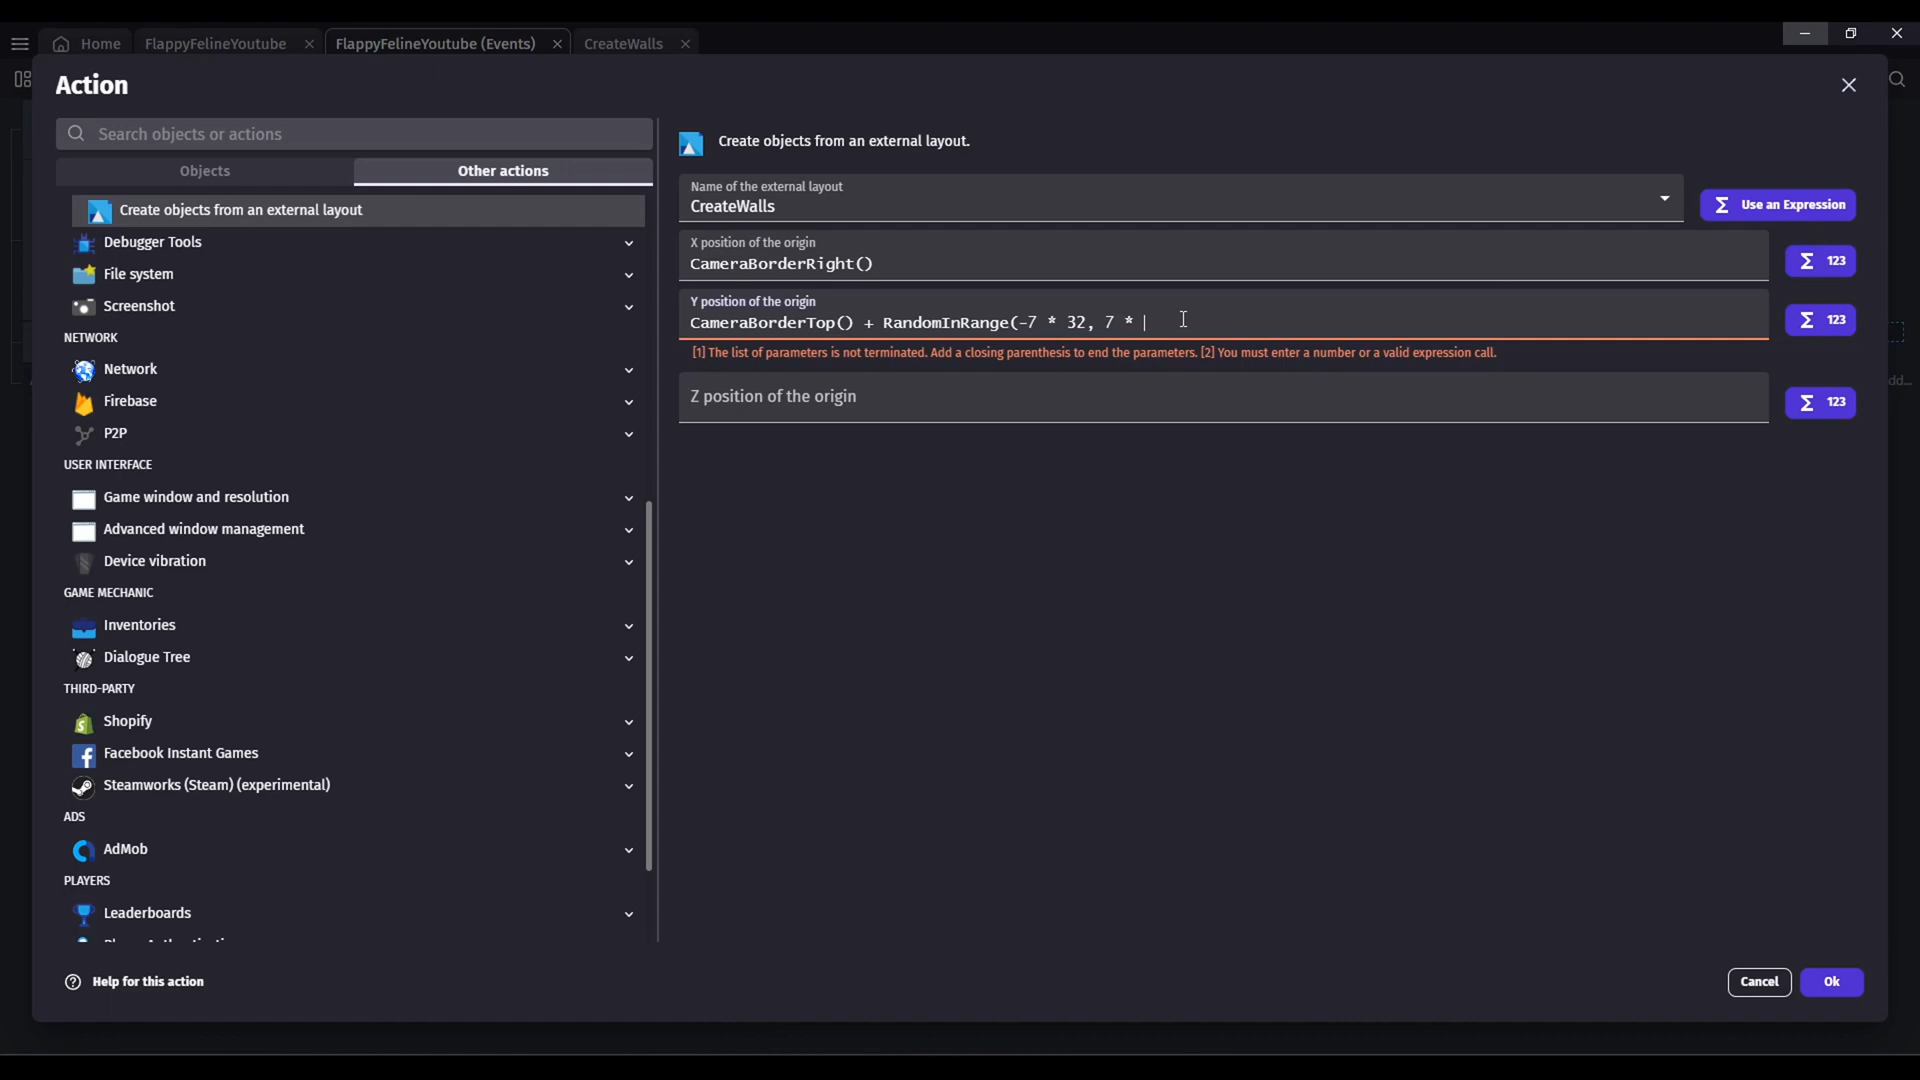 Home
FlappyFelineYoutube
FlappyFelineYoutube (Events)
CreateWalls
Action
Search objects or actions
Objects
Other actions
Create objects from an external layout
Debugger Tools
File system
Screenshot
NETWORK
Network
Firebase
P2P
USER INTERFACE
Game window and resolution
Advanced window management
Device vibration
GAME MECHANIC
Inventories
Dialogue Tree
THIRD-PARTY
Shopify
Facebook Instant Games
Steamworks (Steam) (experimental)
ADS
AdMob
PLAYERS
Leaderboards
Create objects from an external layout.
Name of the external layout
CreateWalls
Use an Expression
X position of the origin
CameraBorderRight()
123
Y position of the origin
CameraBorderTop() + RandomInRange(-7 * 32, 7 *
123
[1] The list of parameters is not terminated. Add a closing parenthesis to end the parameters. [2] You must enter a number or a valid expression call.
Z position of the origin
123
Help for this action
Cancel
Ok